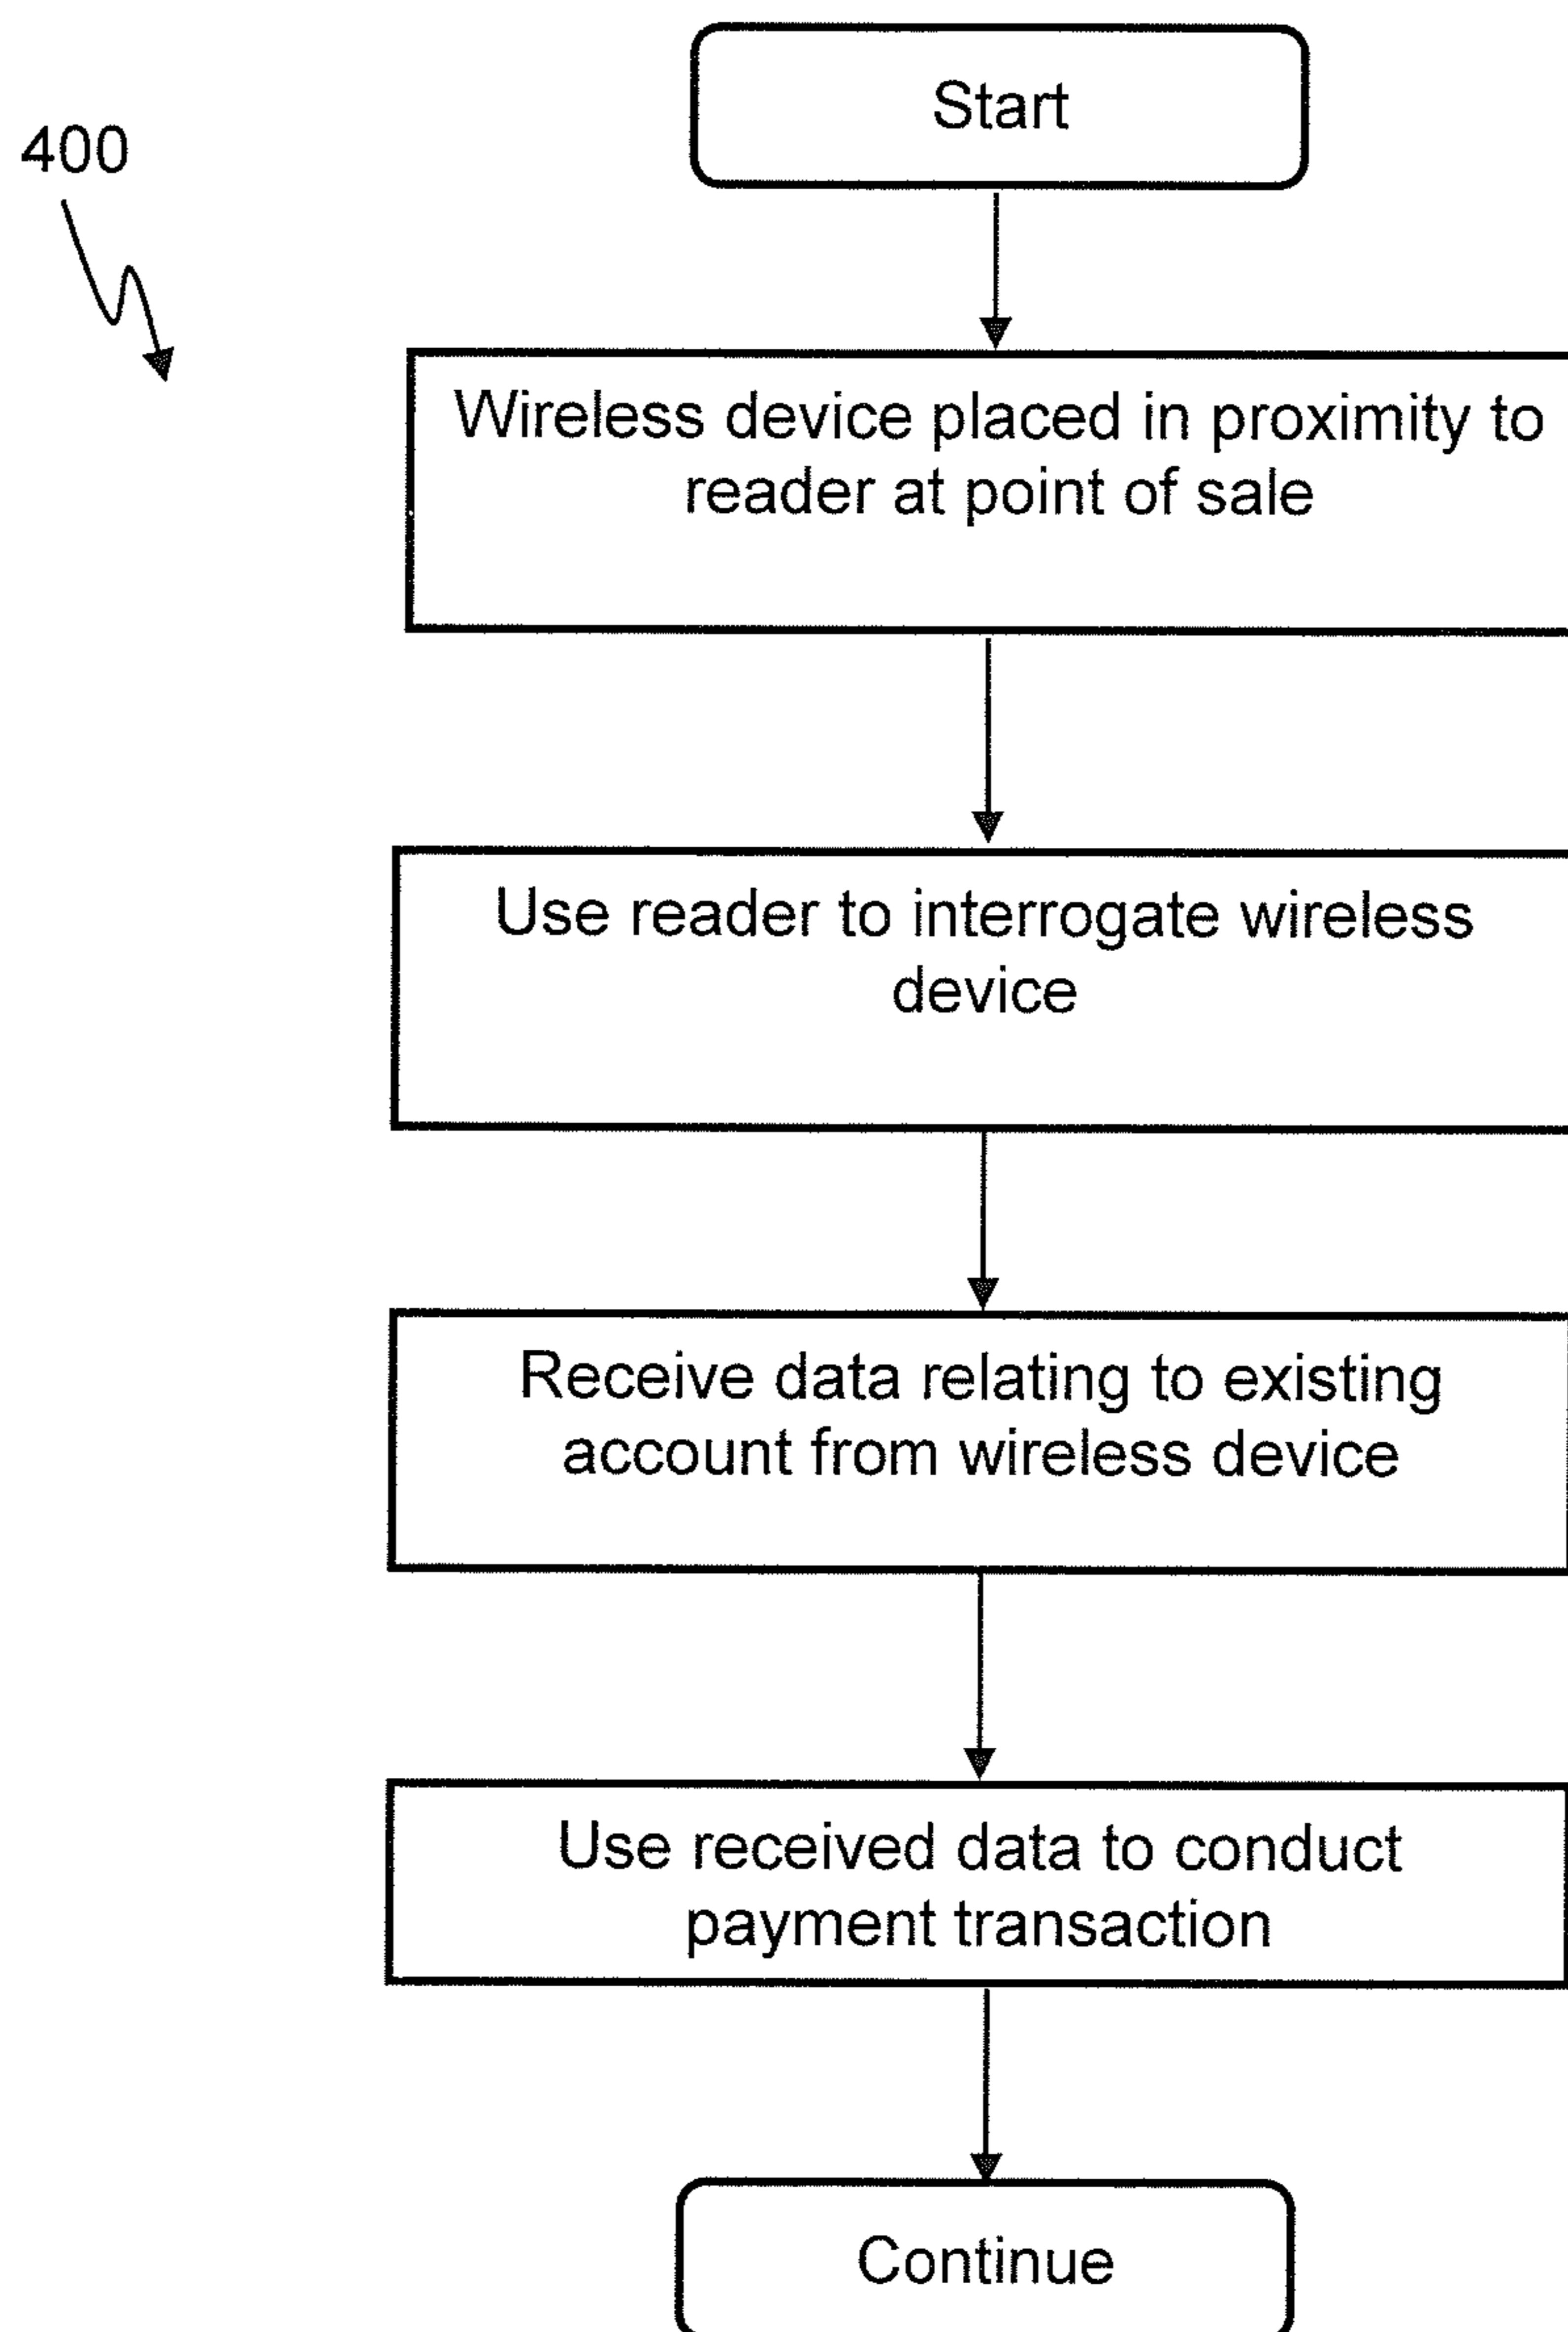 Start
400
Wireless device placed in proximity to
reader at point of sale
Use reader to interrogate wireless
device
Receive data relating to existing
account from wireless device
Use received data to conduct
payment transaction
Continue